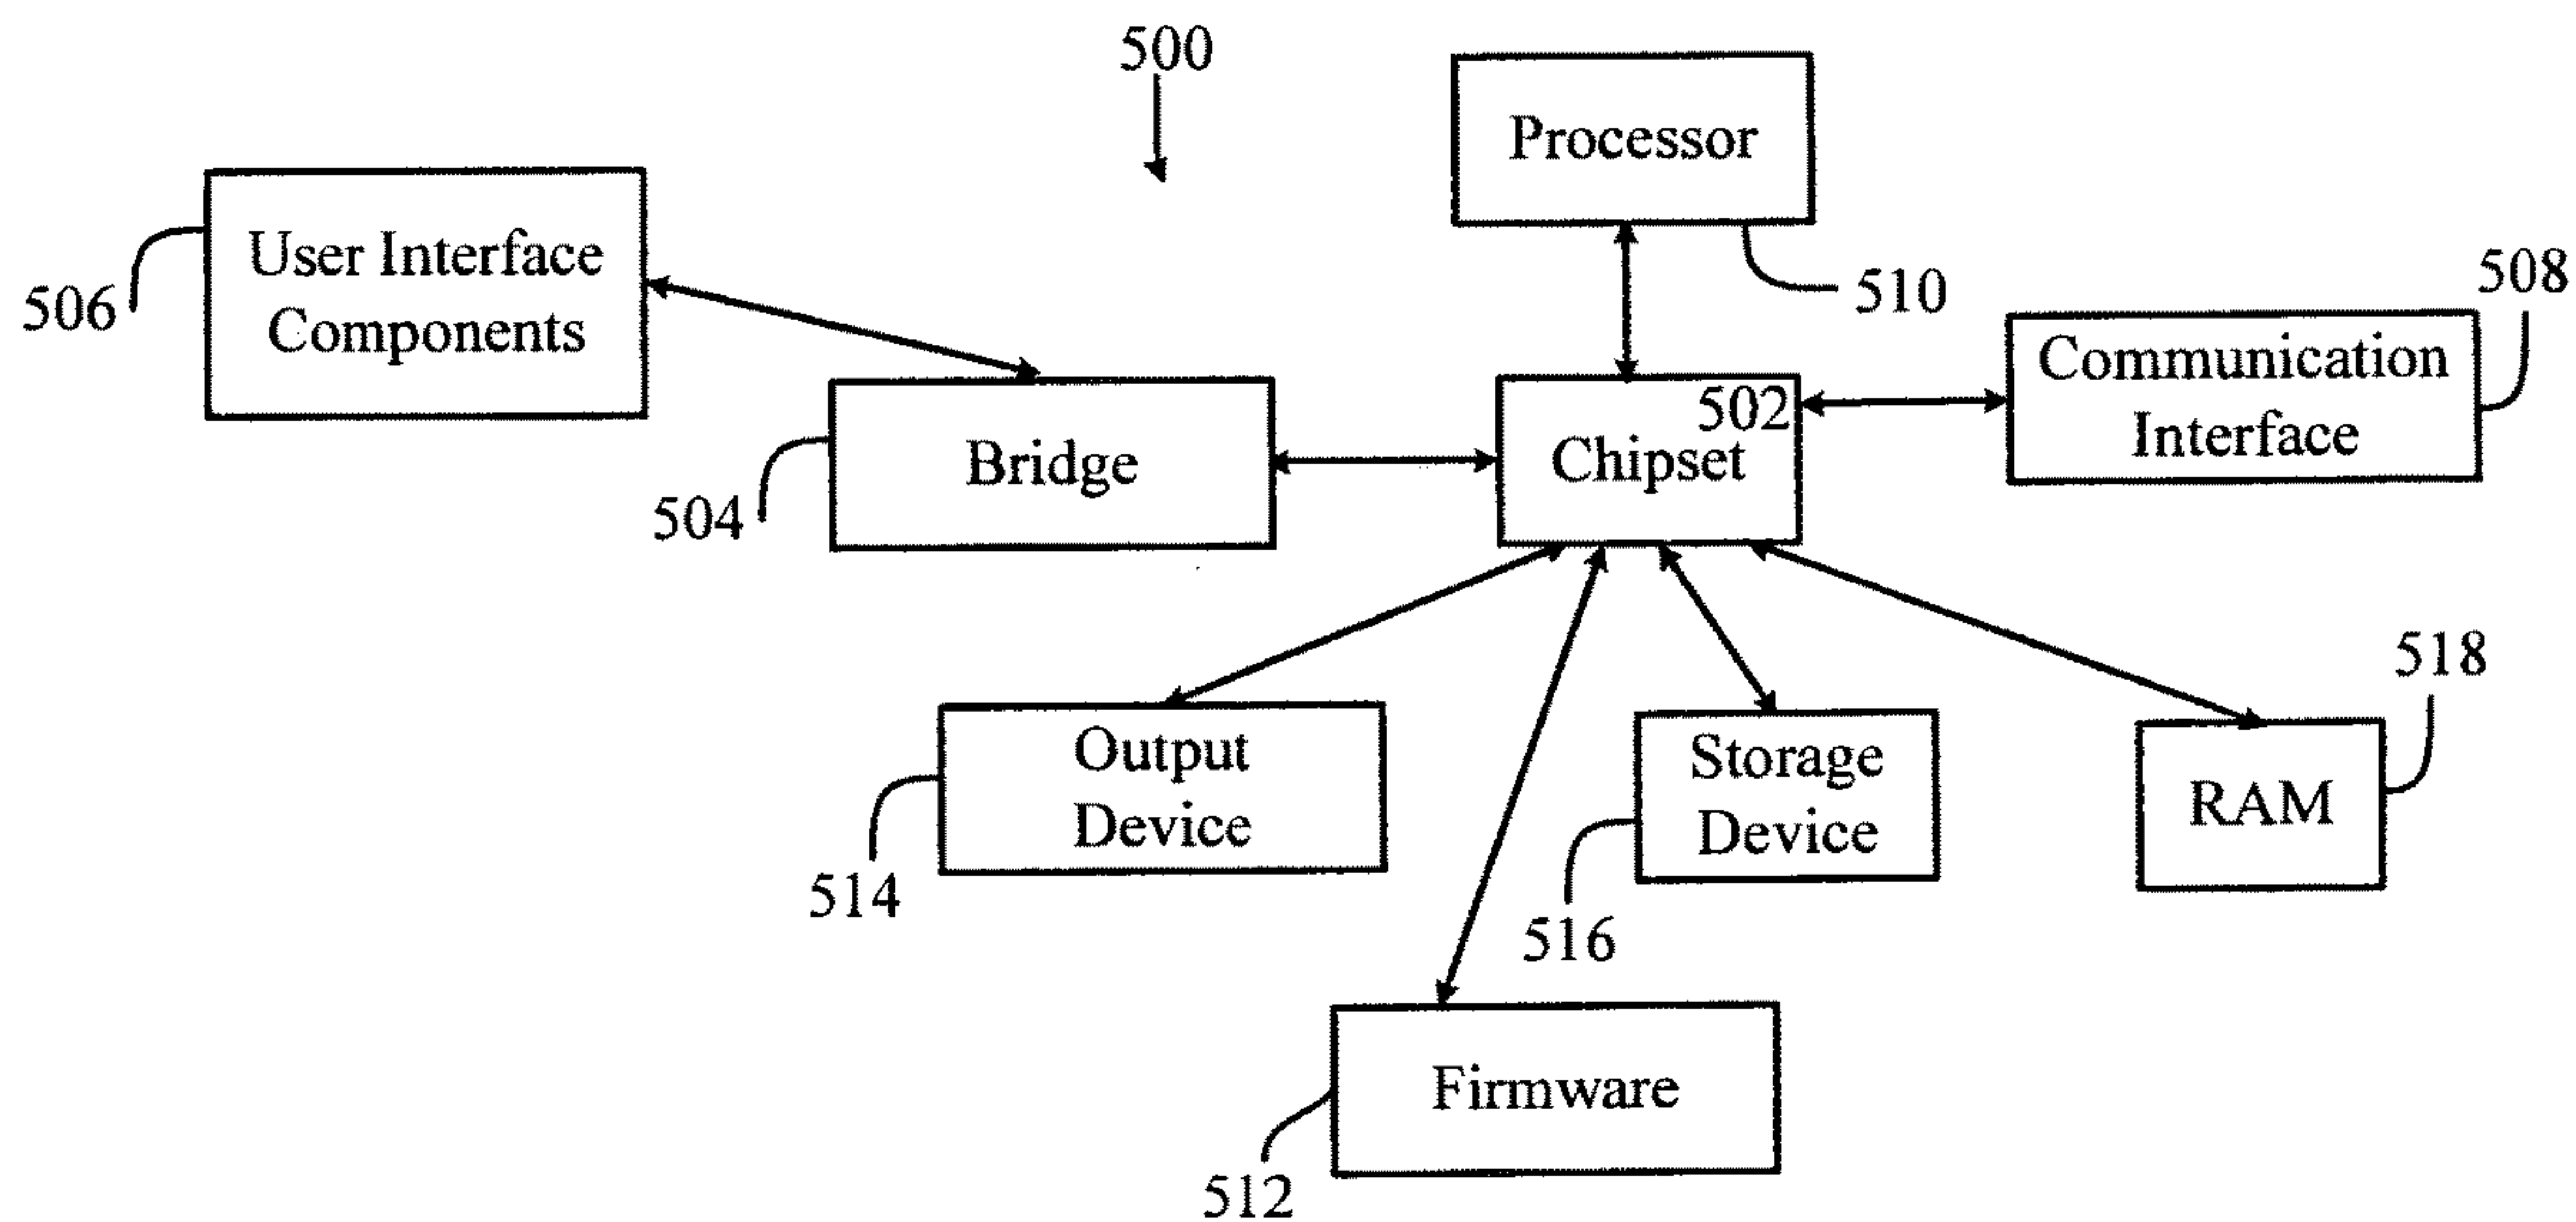 500
Processor
User Interface
Components
506
510
508
Communication
Interface
502
Chipset
Bridge
504
518
Output
Device
514
Storage
Device
516
RAM
Firmware
512